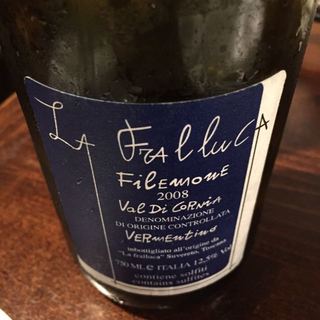 La Fralluca
Filemone
2008
Val Di Cornia
DENOMINAZIONE
DI ORIGINE CONTROLLATA
Vermentino
imbottigliato all'origine da
"La fralluca" Suvereto, Toscana
750 ML e ITALIA 12,5% Vol
contiene solfiti
contains sulfites